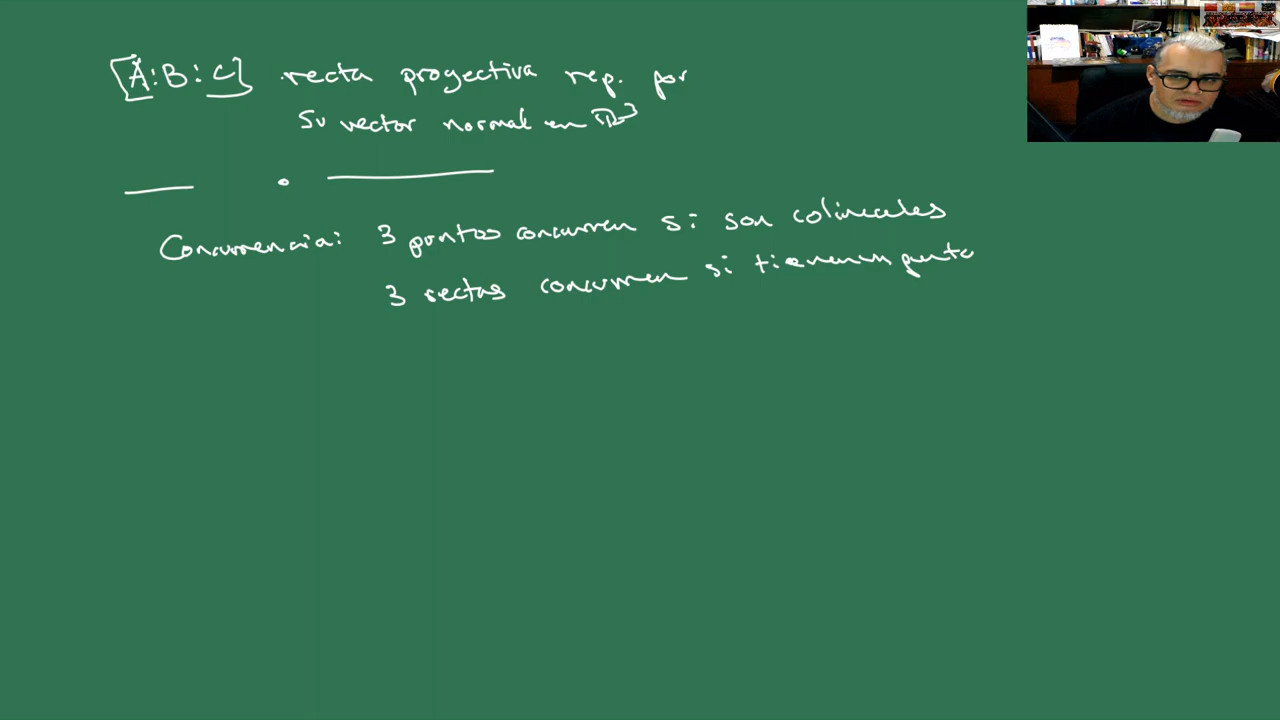 [A:B:C] recta proyectiva rep. por
su vector normal en ℝ³
Concurrencia: 3 puntos concurren si son colineales
3 rectas concurren si tienen un punto